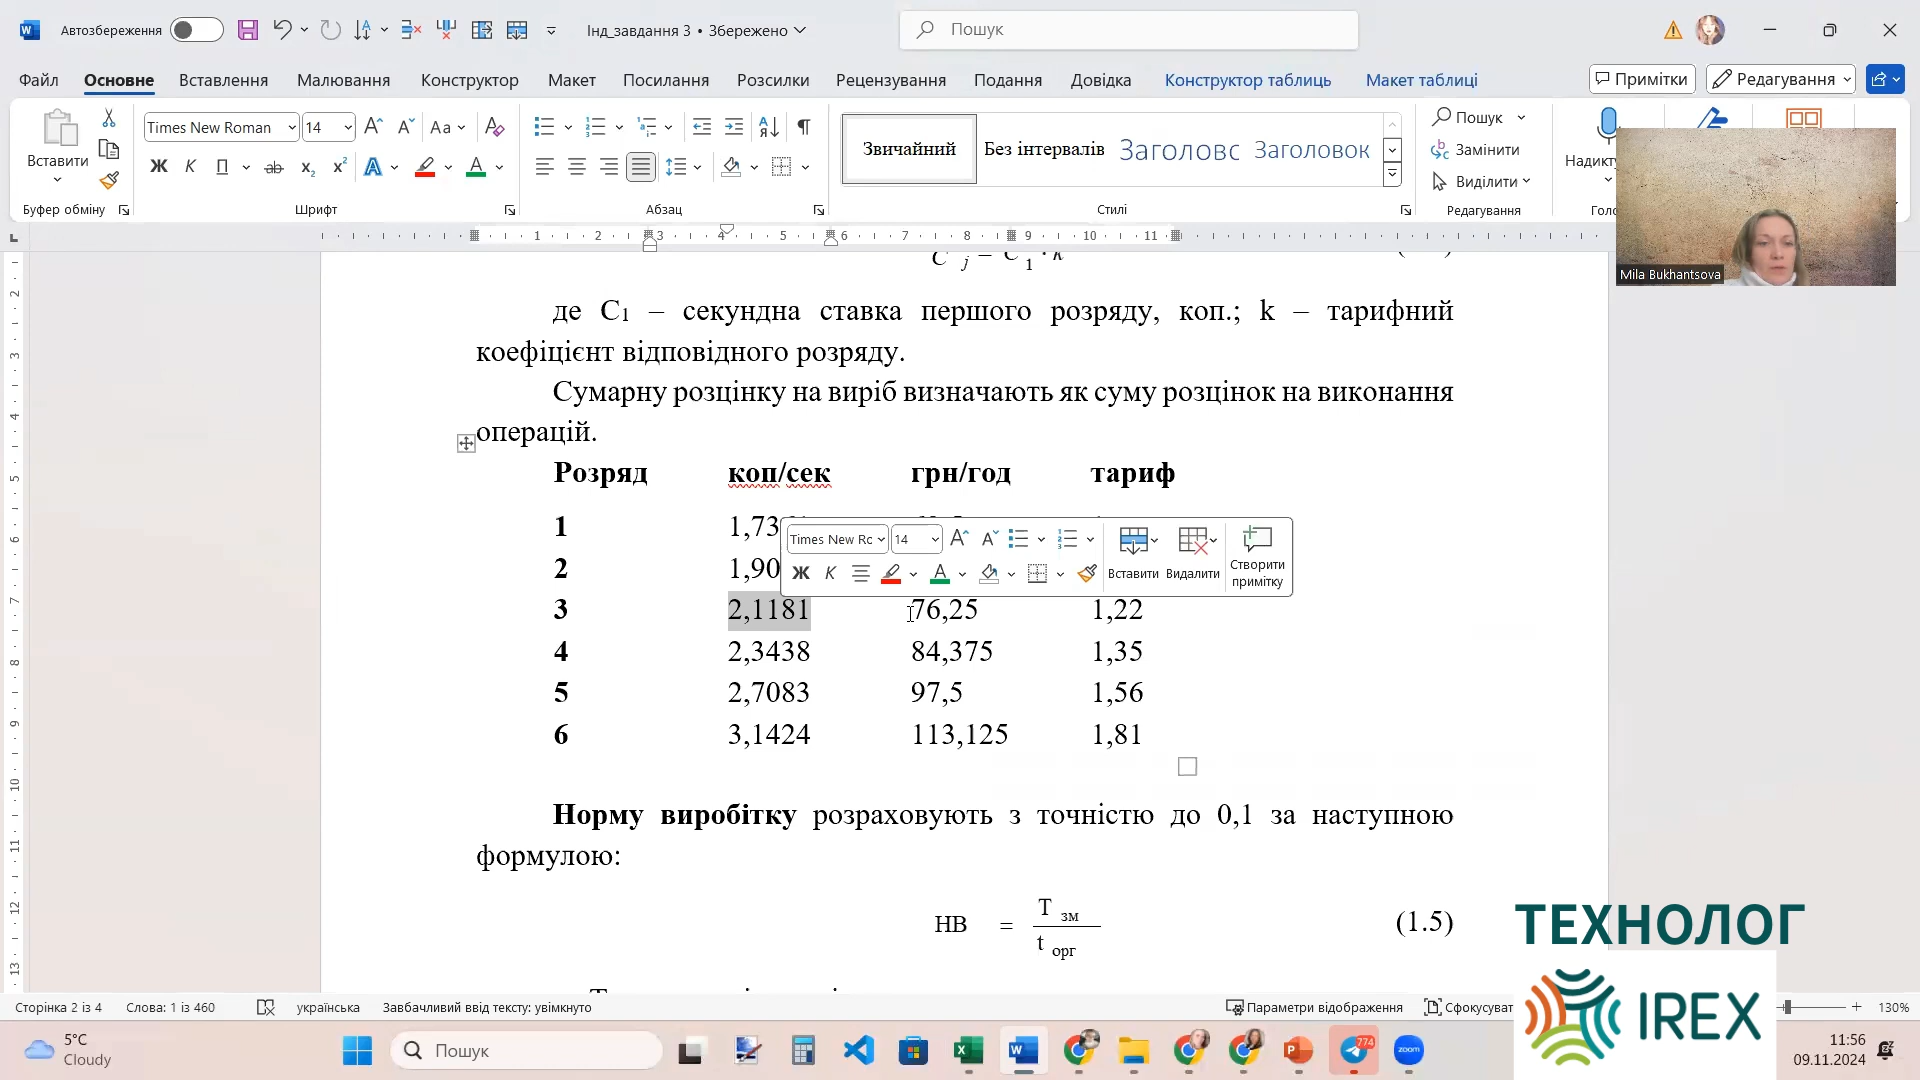 Автозбереження
Інд_завдання 3 • Збережено
Пошук
Файл Основне Вставлення Малювання Конструктор Макет Посилання Розсилки Рецензування Подання Довідка Конструктор таблиць Макет таблиці
Примітки Редагування
Вставити
Times New Roman 14
Звичайний Без інтервалів Заголовс Заголовок
Пошук
Замінити
Виділити
Надикту
Буфер обміну Шрифт Абзац Стилі Редагування Голо
Mila Bukhantsova
де С1 – секундна ставка першого розряду, коп.; k – тарифний
коефіцієнт відповідного розряду.
Сумарну розцінку на виріб визначають як суму розцінок на виконання
операцій.
Розряд коп/сек грн/год тариф
1 1,73
2 1,90
3 2,1181 76,25 1,22
4 2,3438 84,375 1,35
5 2,7083 97,5 1,56
6 3,1424 113,125 1,81
Times New Rc 14
Вставити Видалити Створити примітку
Норму виробітку розраховують з точністю до 0,1 за наступною
формулою:
НВ = Т зм / t орг (1.5)
ТЕХНОЛОГ
IREX
Сторінка 2 із 4 Слова: 1 із 460 українська Завбачливий ввід тексту: увімкнуто Параметри відображення Сфокусуват 130%
5°C
Cloudy
Пошук
774
zoom
11:56
09.11.2024